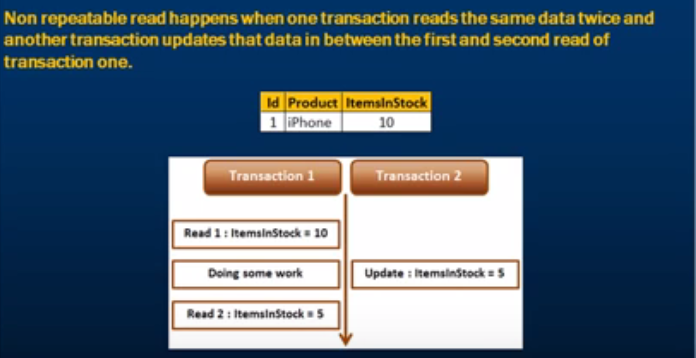 Non repeatable read happens when one transaction reads the same data twice and
another transaction updates that data in between the first and second read of
transaction one.
Id Product ItemsInStock
1 iPhone 10
Transaction 1 Transaction 2
Read 1 : ItemsInStock = 10
Doing some work Update : ItemsInStock = 5
Read 2 : ItemsInStock = 5